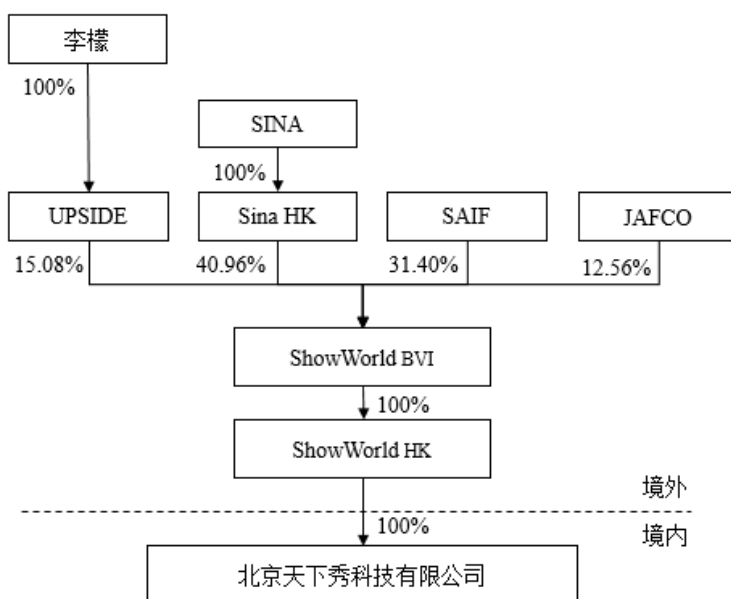 李檬
100%
SINA
100%
UPSIDE
Sina HK
SAIF
JAFCO
15.08%
40.96%
31.40%
12.56%
ShowWorld BVI
100%
ShowWorld HK
境外
100%
境内
北京天下秀科技有限公司